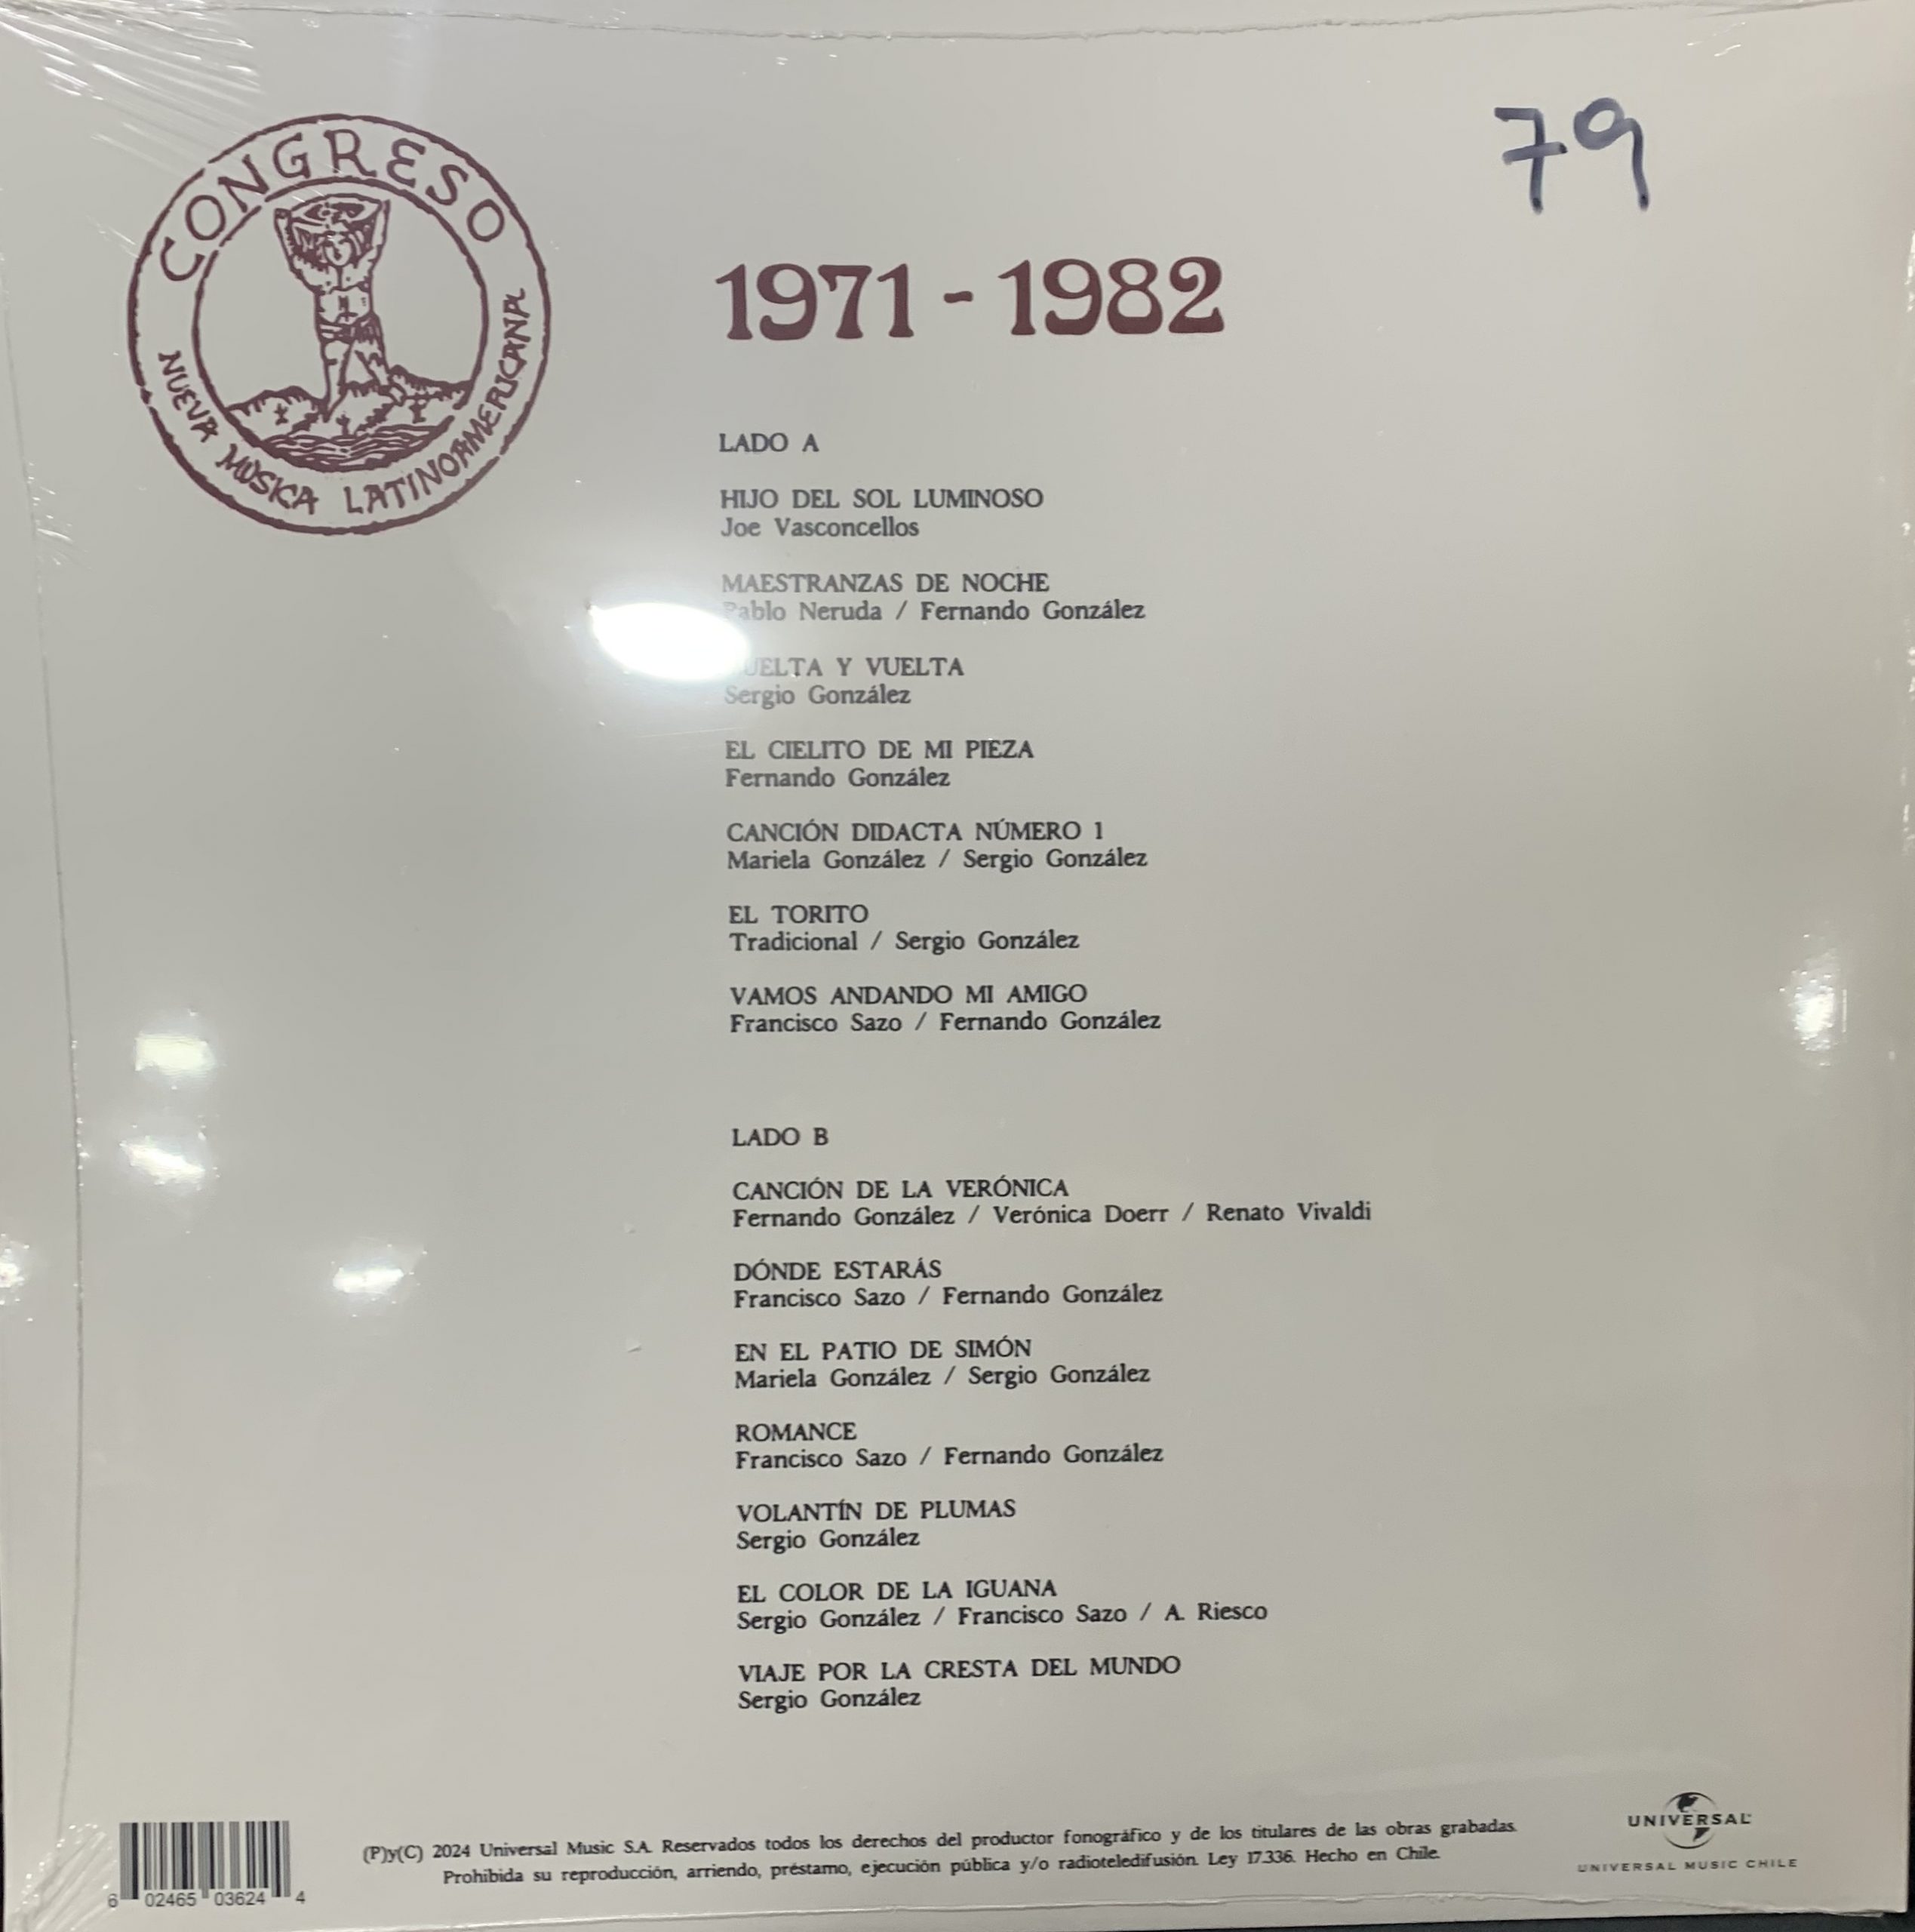 79
CONGRESO
NUEVA MÚSICA LATINOAMERICANA
1971 - 1982
LADO A
HIJO DEL SOL LUMINOSO
Joe Vasconcellos
MAESTRANZAS DE NOCHE
Pablo Neruda / Fernando González
Y VUELTA
Sergio González
EL CIELITO DE MI PIEZA
Fernando González
CANCIÓN DIDACTA NÚMERO 1
Mariela González / Sergio González
EL TORITO
Tradicional / Sergio González
VAMOS ANDANDO MI AMIGO
Francisco Sazo / Fernando González
LADO B
CANCIÓN DE LA VERÓNICA
Fernando González / Verónica Doerr / Renato Vivaldi
DÓNDE ESTARÁS
Francisco Sazo / Fernando González
EN EL PATIO DE SIMÓN
Mariela González / Sergio González
ROMANCE
Francisco Sazo / Fernando González
VOLANTÍN DE PLUMAS
Sergio González
EL COLOR DE LA IGUANA
Sergio González / Francisco Sazo / A. Riesco
VIAJE POR LA CRESTA DEL MUNDO
Sergio González
(P)y(C) 2024 Universal Music S.A. Reservados todos los derechos del productor fonográfico y de los titulares de las obras grabadas.
Prohibida su reproducción, arriendo, préstamo, ejecución pública y/o radioteledifusión. Ley 17.336. Hecho en Chile.
6 02465 03624 4
UNIVERSAL
UNIVERSAL MUSIC CHILE